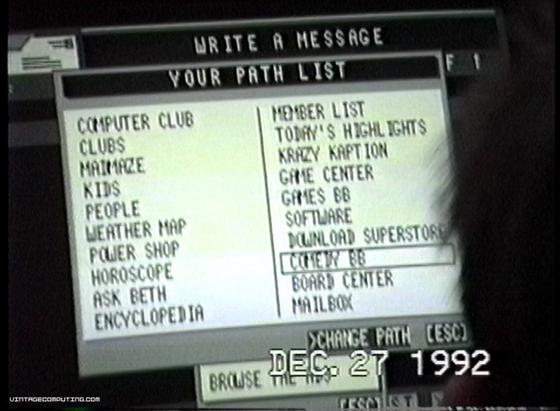 WRITE A MESSAGE
F 1
YOUR PATH LIST
COMPUTER CLUB
CLUBS
MAIMAZE
KIDS
PEOPLE
WEATHER MAP
POWER SHOP
HOROSCOPE
ASK BETH
ENCYCLOPEDIA
MEMBER LIST
TODAY'S HIGHLIGHTS
KRAZY KAPTION
GAME CENTER
GAMES BB
SOFTWARE
DOWNLOAD SUPERSTORE
COMEDY BB
BOARD CENTER
MAILBOX
>CHANGE PATH [ESC]
DEC. 27 1992
BROWSE THE ADS
VINTAGECOMPUTING.COM